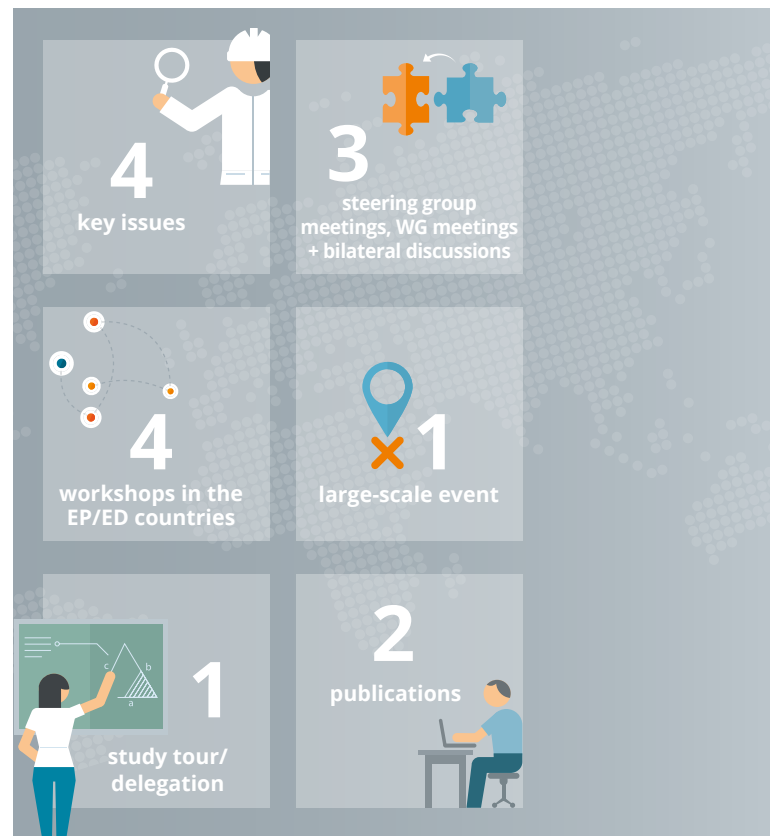 4
key issues
3
steering group
meetings, WG meetings
+ bilateral discussions
4
workshops in the
EP/ED countries
1
large-scale event
c
b
a
1
study tour/
delegation
2
publications